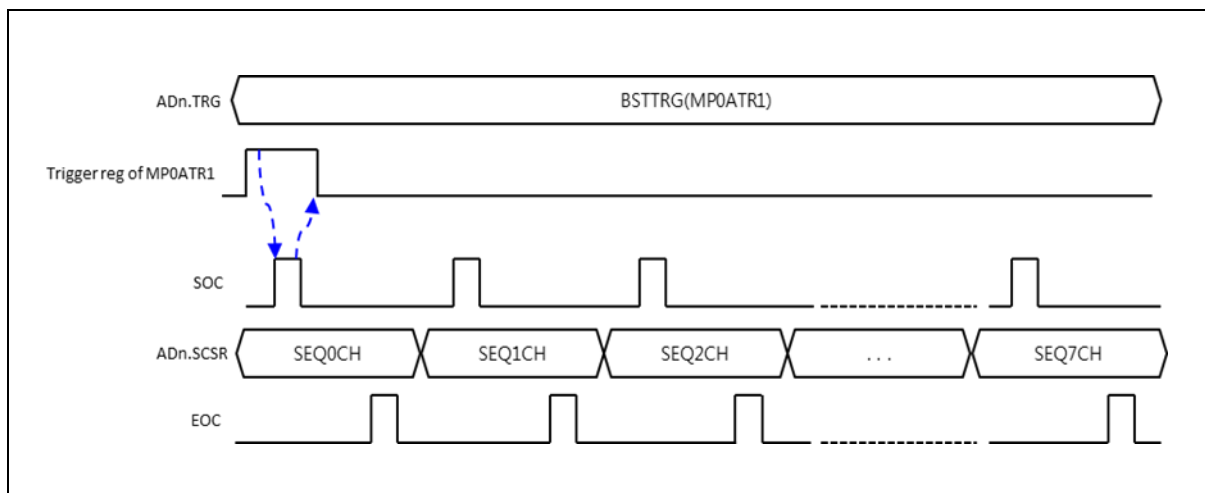 ADn.TRG
BSTTRG(MP0ATR1)
Trigger reg of MP0ATR1
SOC
ADn.SCSR
SEQ0CH
SEQ1CH
SEQ2CH
. . .
SEQ7CH
EOC